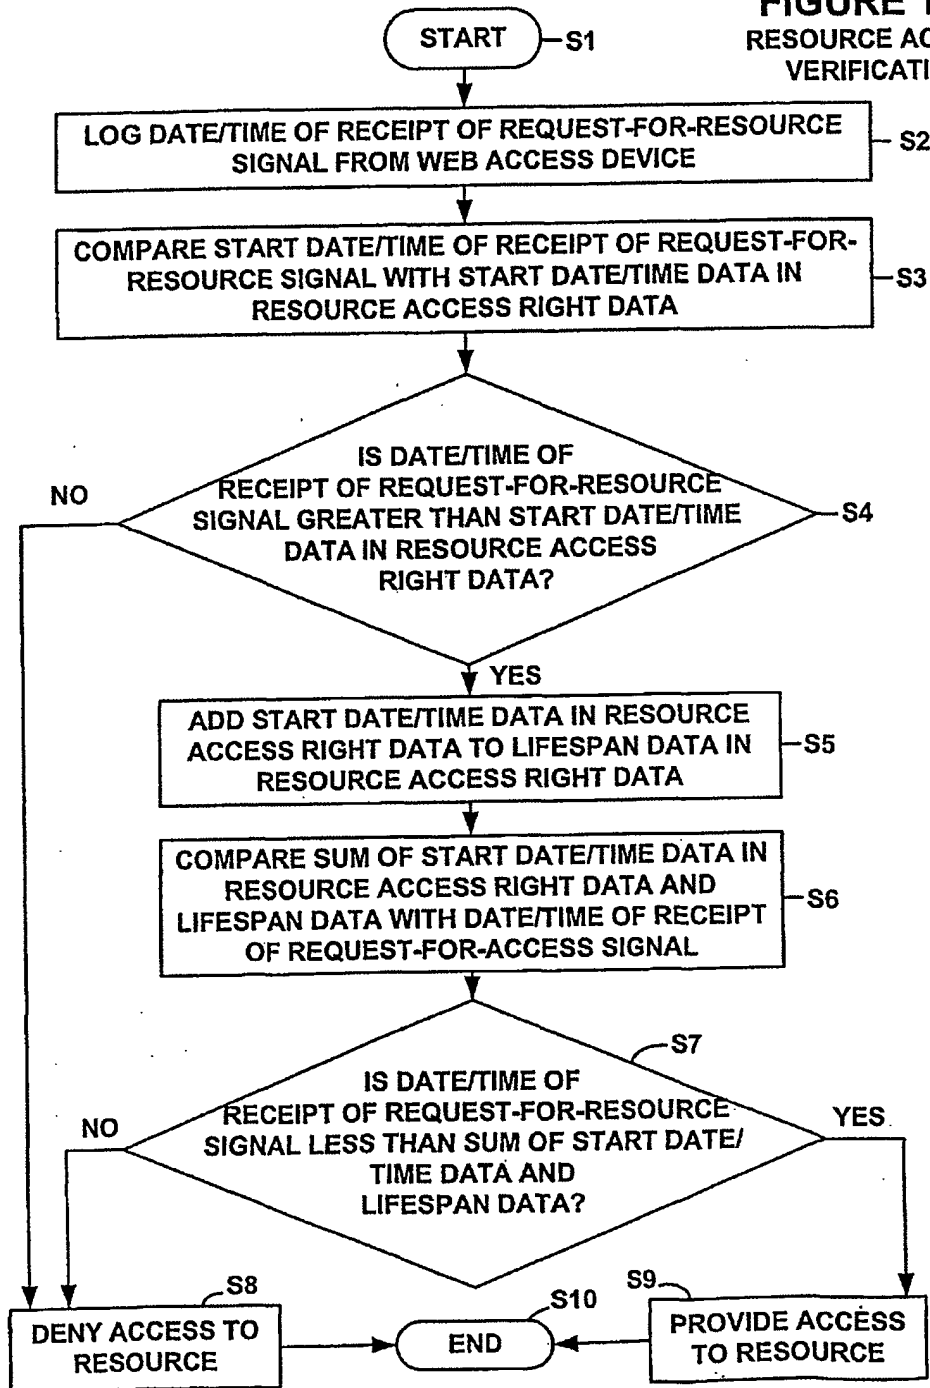 FIGURE 1
RESOURCE AC
VERIFICATI
START
S1
LOG DATE/TIME OF RECEIPT OF REQUEST-FOR-RESOURCE
SIGNAL FROM WEB ACCESS DEVICE
S2
COMPARE START DATE/TIME OF RECEIPT OF REQUEST-FOR-
RESOURCE SIGNAL WITH START DATE/TIME DATA IN
RESOURCE ACCESS RIGHT DATA
S3
IS DATE/TIME OF
RECEIPT OF REQUEST-FOR-RESOURCE
SIGNAL GREATER THAN START DATE/TIME
DATA IN RESOURCE ACCESS
RIGHT DATA?
NO
S4
YES
ADD START DATE/TIME DATA IN RESOURCE
ACCESS RIGHT DATA TO LIFESPAN DATA IN
RESOURCE ACCESS RIGHT DATA
S5
COMPARE SUM OF START DATE/TIME DATA IN
RESOURCE ACCESS RIGHT DATA AND
LIFESPAN DATA WITH DATE/TIME OF RECEIPT
OF REQUEST-FOR-ACCESS SIGNAL
S6
S7
IS DATE/TIME OF
RECEIPT OF REQUEST-FOR-RESOURCE
SIGNAL LESS THAN SUM OF START DATE/
TIME DATA AND
LIFESPAN DATA?
NO
YES
S8
DENY ACCESS TO
RESOURCE
S10
END
S9
PROVIDE ACCESS
TO RESOURCE